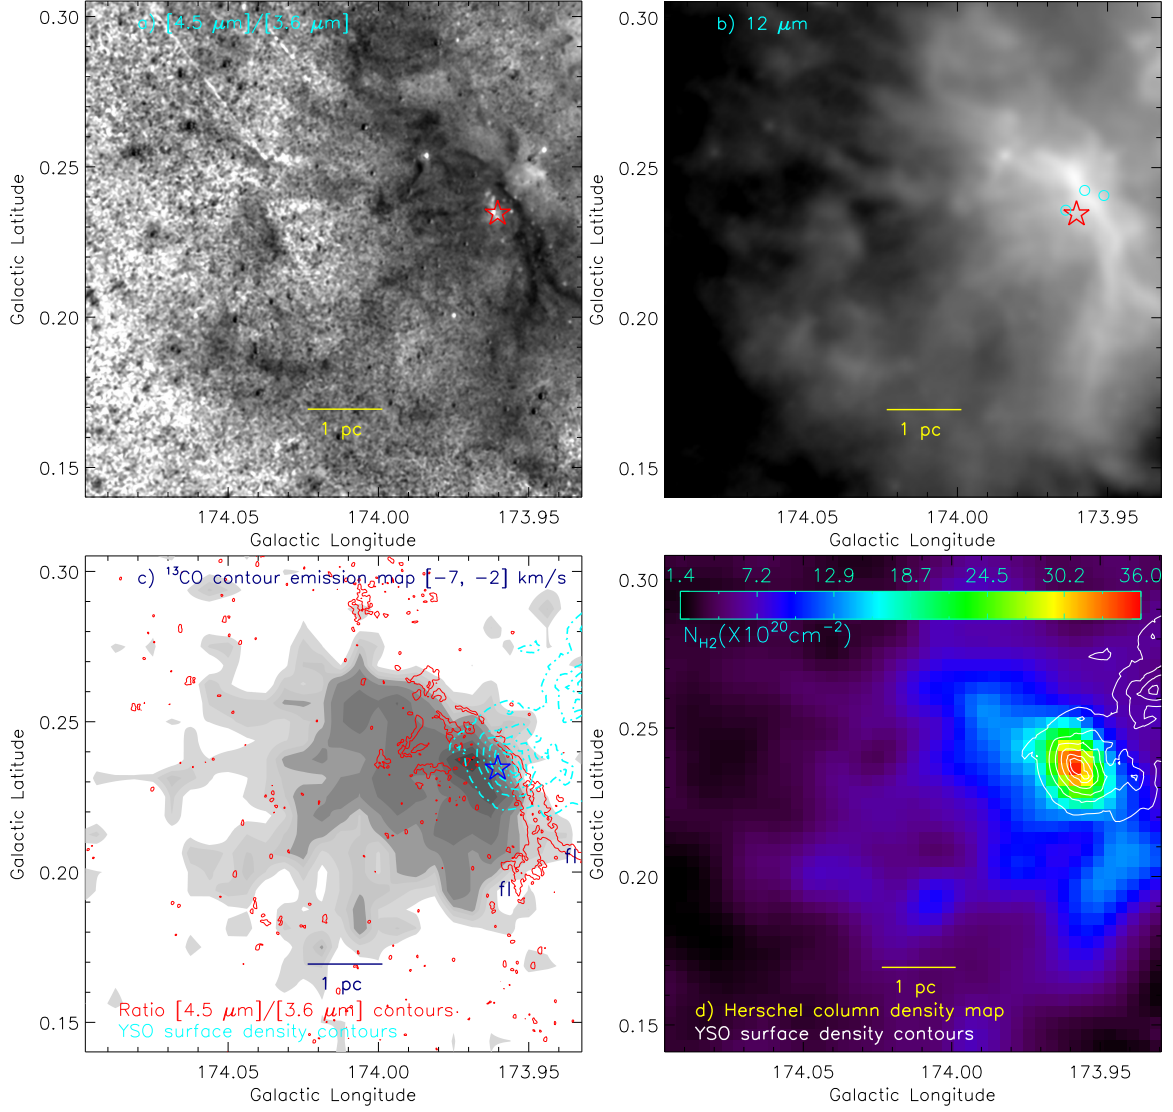 a) [4.5 μm]/[3.6 μm]
0.30
0.25
0.20
0.15
Galactic Latitude
1 pc
174.05 174.00 173.95
Galactic Longitude
b) 12 μm
0.30
0.25
0.20
0.15
Galactic Latitude
1 pc
174.05 174.00 173.95
Galactic Longitude
c) ¹³CO contour emission map [−7, −2] km/s
0.30
0.25
0.20
0.15
Galactic Latitude
fl
fl
1 pc
Ratio [4.5 μm]/[3.6 μm] contours
YSO surface density contours
174.05 174.00 173.95
Galactic Longitude
1.4 7.2 12.9 18.7 24.5 30.2 36.0
N_H2(X10²⁰cm⁻²)
0.30
0.25
0.20
0.15
Galactic Latitude
1 pc
d) Herschel column density map
YSO surface density contours
174.05 174.00 173.95
Galactic Longitude